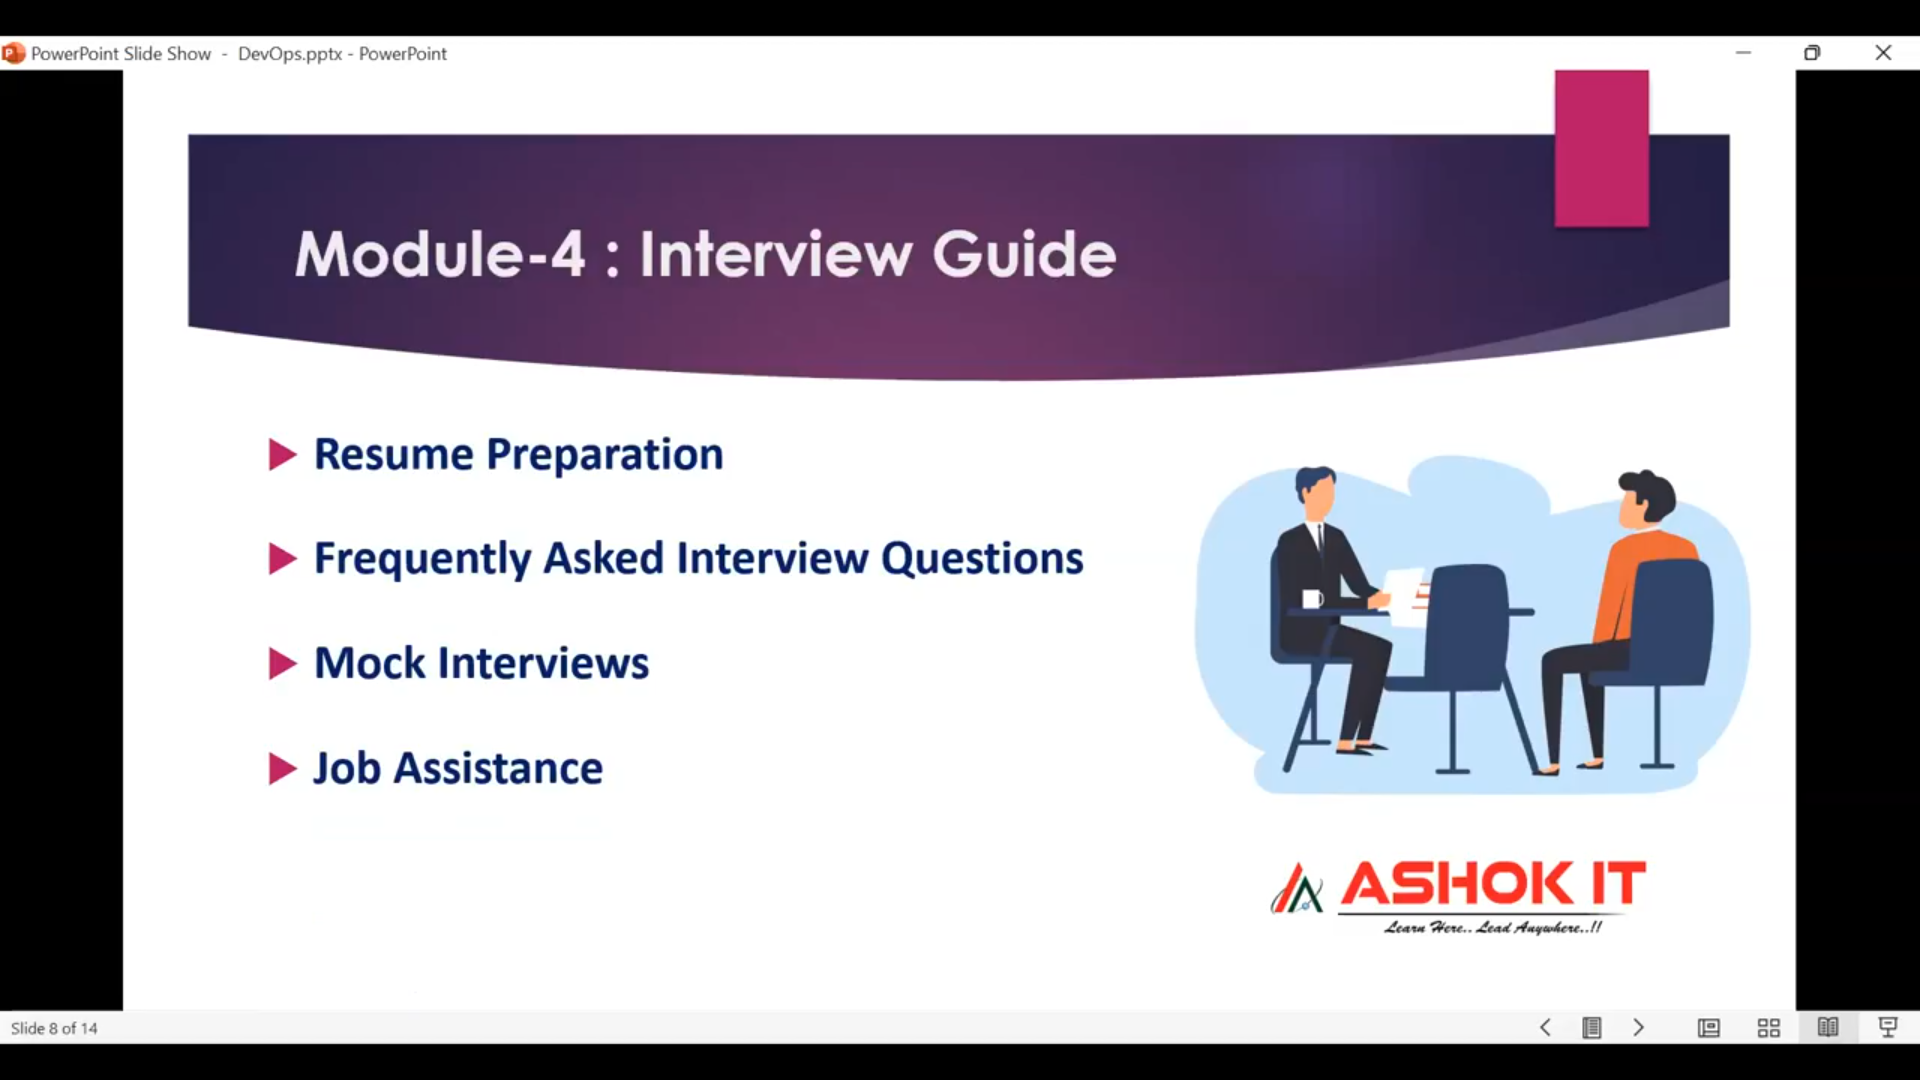 PowerPoint Slide Show - DevOps.pptx - PowerPoint
Module-4 : Interview Guide
Resume Preparation
Frequently Asked Interview Questions
Mock Interviews
Job Assistance
ASHOK IT
Learn Here.. Lead Anywhere..!!
Slide 8 of 14